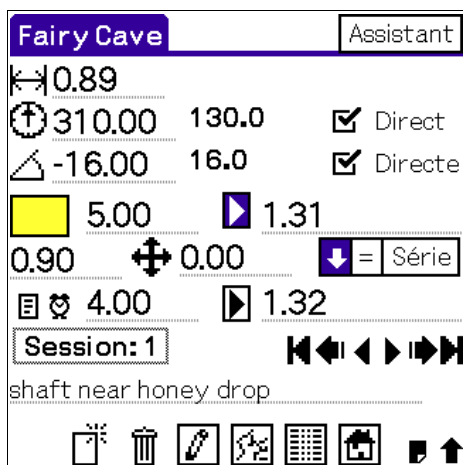 Fairy Cave Assistant
0.89
310.00 130.0 Direct
-16.00 16.0 Directe
5.00 1.31
0.90 0.00 = Série
4.00 1.32
Session: 1
shaft near honey drop